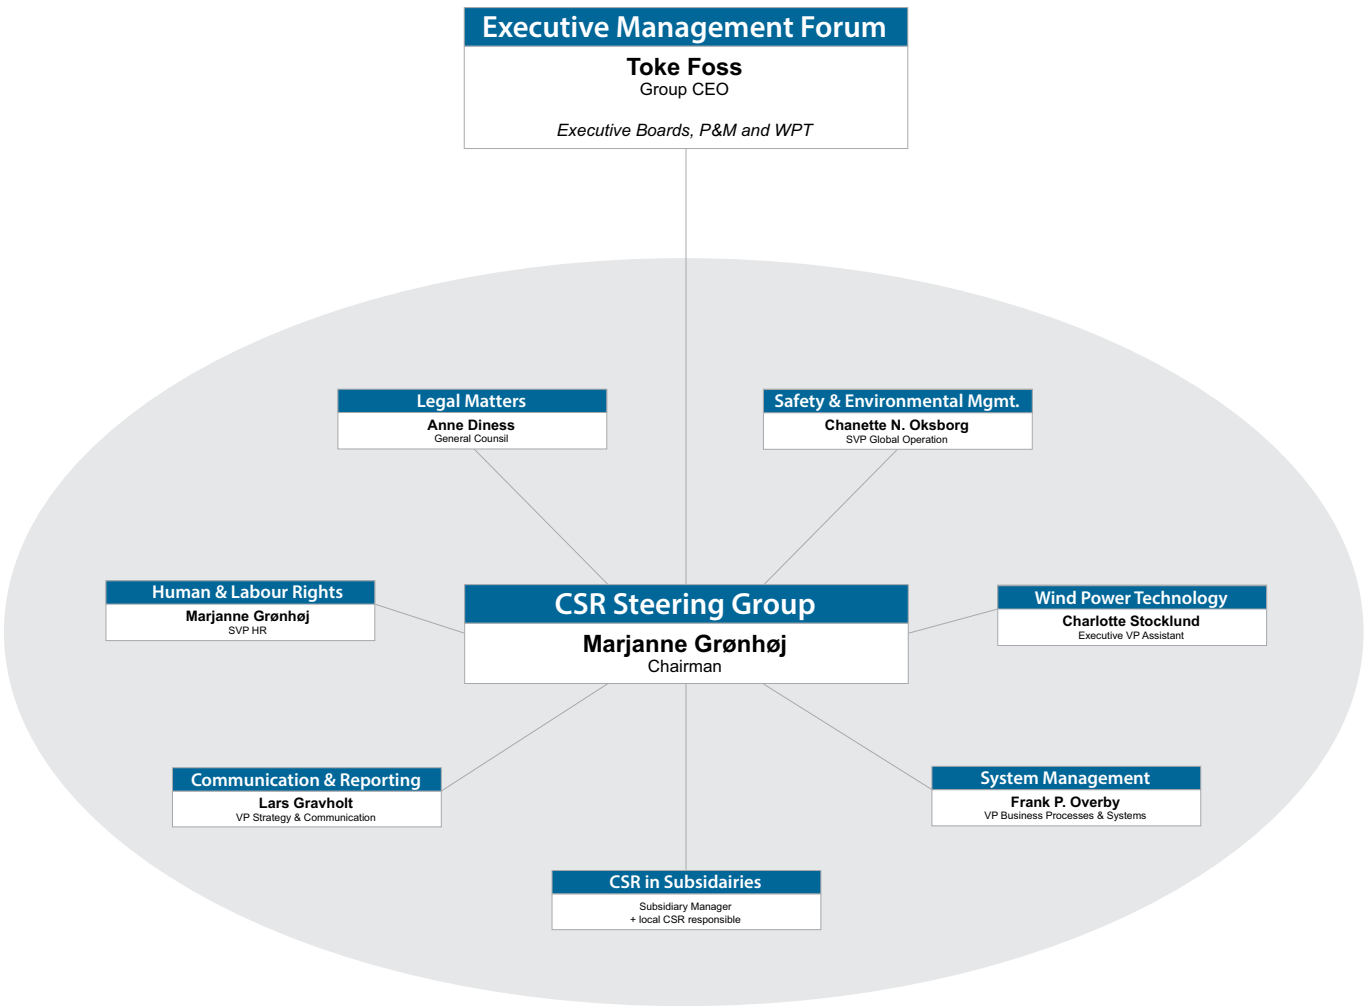 Executive Management Forum
Toke Foss
Group CEO
Executive Boards, P&M and WPT
Legal Matters
Anne Diness
General Counsil
Safety & Environmental Mgmt.
Chanette N. Oksborg
SVP Global Operation
Human & Labour Rights
Marjanne Grønhøj
SVP HR
CSR Steering Group
Marjanne Grønhøj
Chairman
Wind Power Technology
Charlotte Stocklund
Executive VP Assistant
Communication & Reporting
Lars Gravholt
VP Strategy & Communication
System Management
Frank P. Overby
VP Business Processes & Systems
CSR in Subsidairies
Subsidiary Manager
+ local CSR responsible